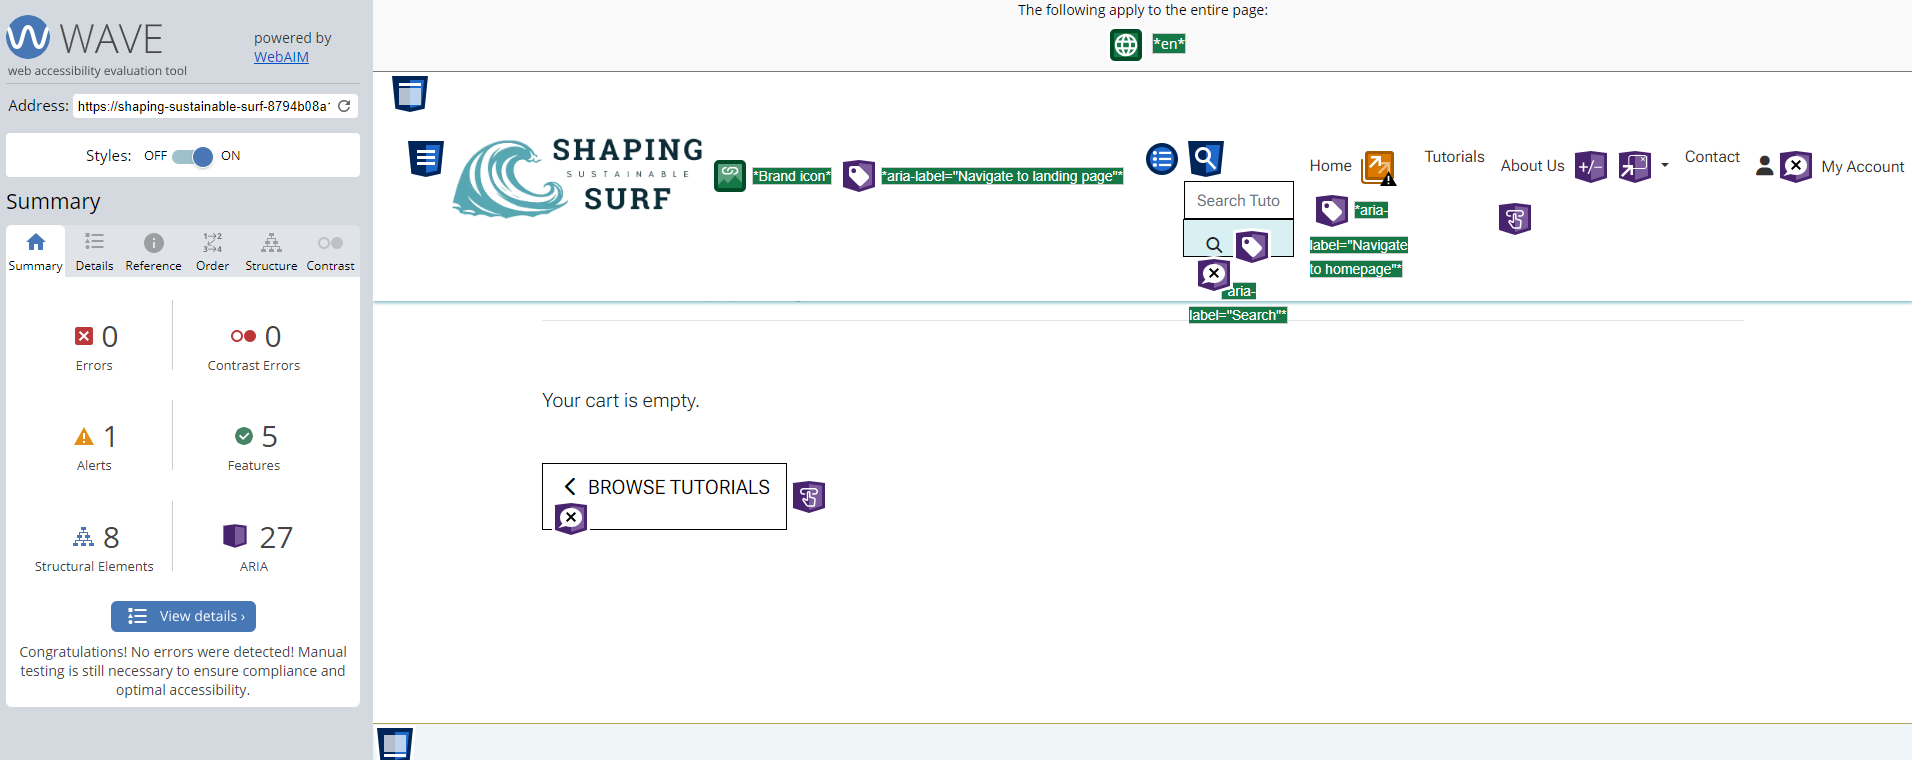 WAVE
powered by
WebAIM
web accessibility evaluation tool
Address: https://shaping-sustainable-surf-8794b08a
Styles: OFF ON
Summary
Summary Details Reference Order Structure Contrast
0
Errors
0
Contrast Errors
1
Alerts
5
Features
8
Structural Elements
27
ARIA
View details ›
Congratulations! No errors were detected! Manual
testing is still necessary to ensure compliance and
optimal accessibility.
The following apply to the entire page:
*en*
SHAPING
SUSTAINABLE
SURF
*Brand icon*
*aria-label="Navigate to landing page"*
Search Tuto
aria-
label="Search"*
Home
*aria-
label="Navigate
to homepage"*
Tutorials
About Us
+/-
Contact
My Account
Your cart is empty.
BROWSE TUTORIALS